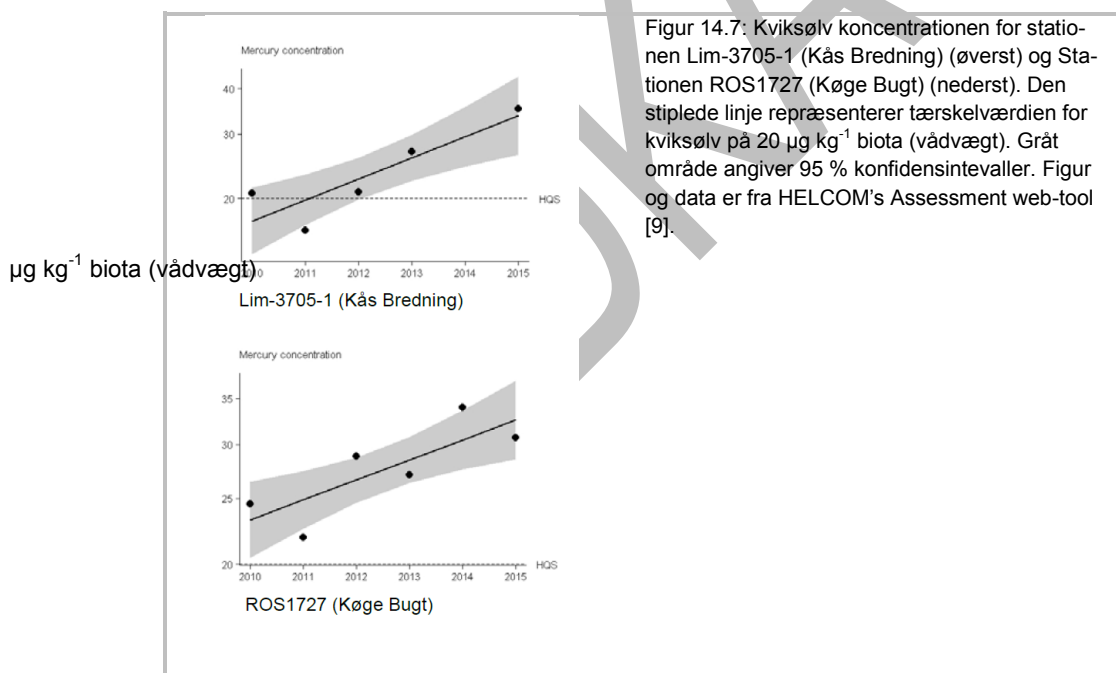 Mercury concentration
40
30
20
HQS
2010 2011 2012 2013 2014 2015
µg kg-1 biota (vådvægt)
Lim-3705-1 (Kås Bredning)
Mercury concentration
35
30
25
20
HQS
2010 2011 2012 2013 2014 2015
ROS1727 (Køge Bugt)
Figur 14.7: Kviksølv koncentrationen for statio-
nen Lim-3705-1 (Kås Bredning) (øverst) og Sta-
tionen ROS1727 (Køge Bugt) (nederst). Den
stiplede linje repræsenterer tærskelværdien for
kviksølv på 20 µg kg-1 biota (vådvægt). Gråt
område angiver 95 % konfidensintevaller. Figur
og data er fra HELCOM's Assessment web-tool
[9].